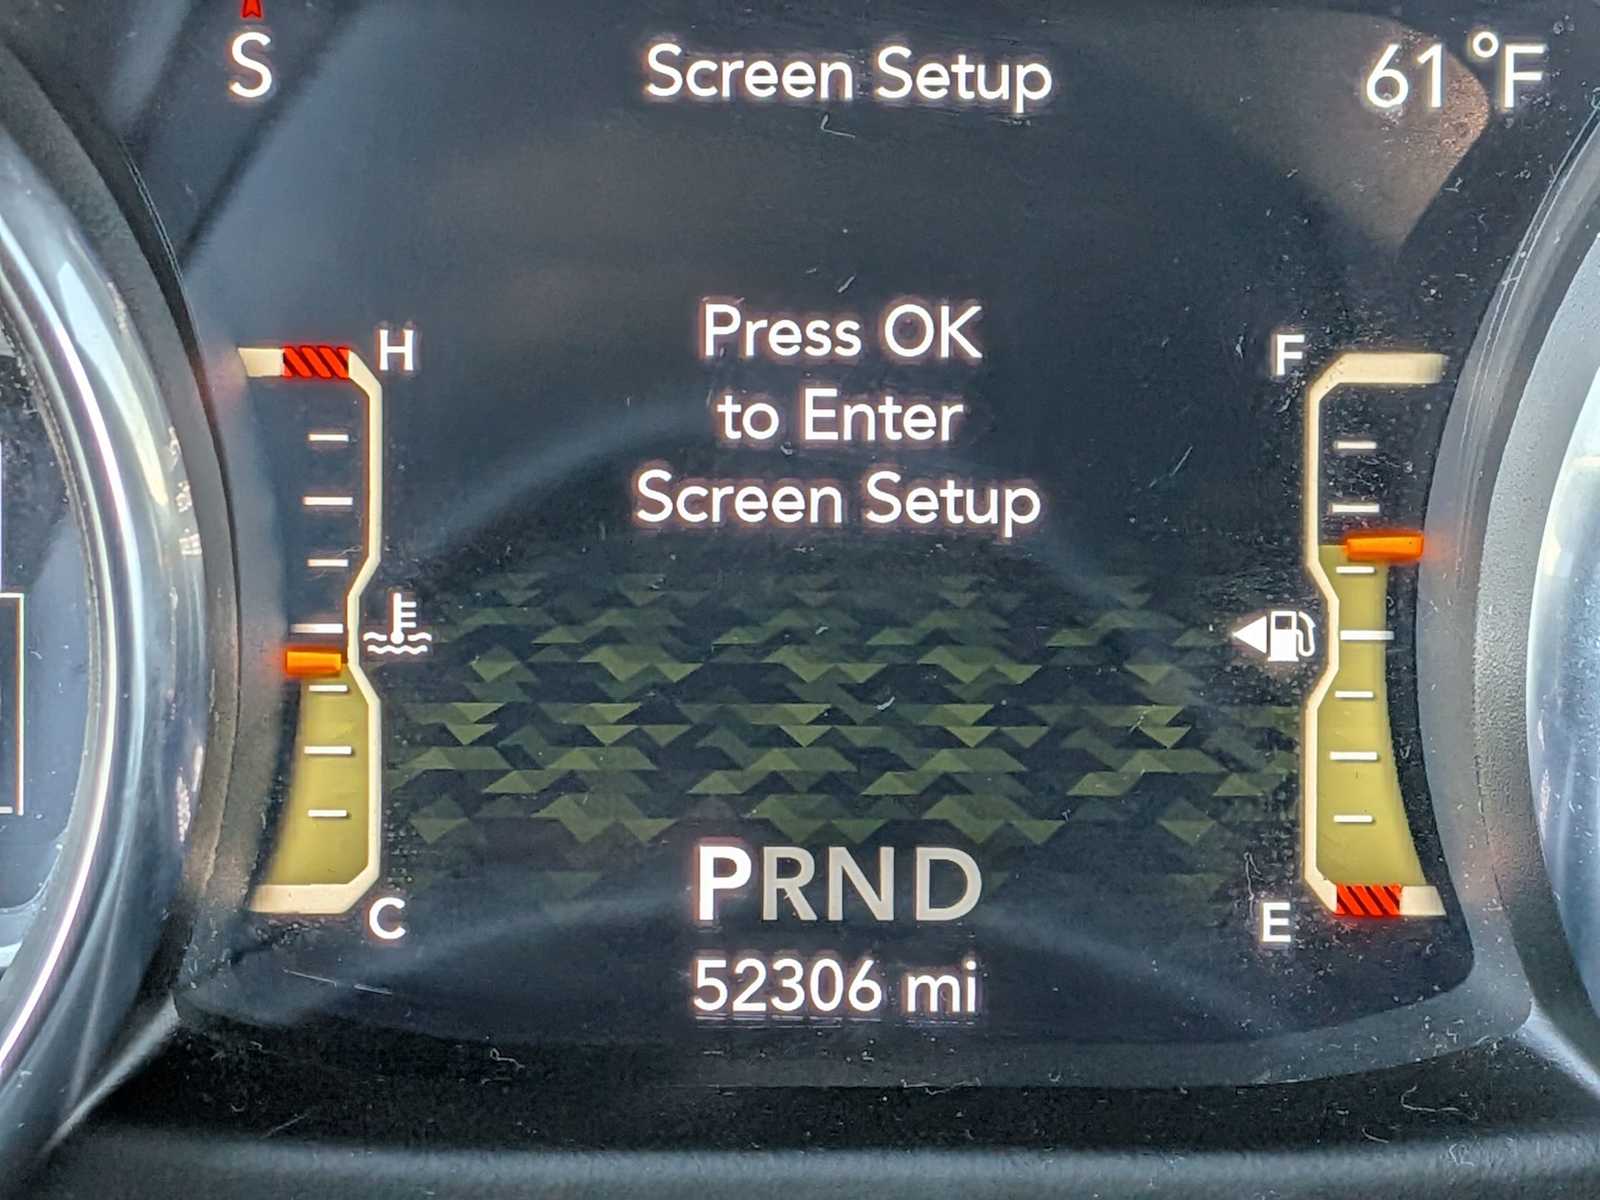 S
Screen Setup
61°F
Press OK
to Enter
Screen Setup
H
F
C
E
PRND
52306 mi